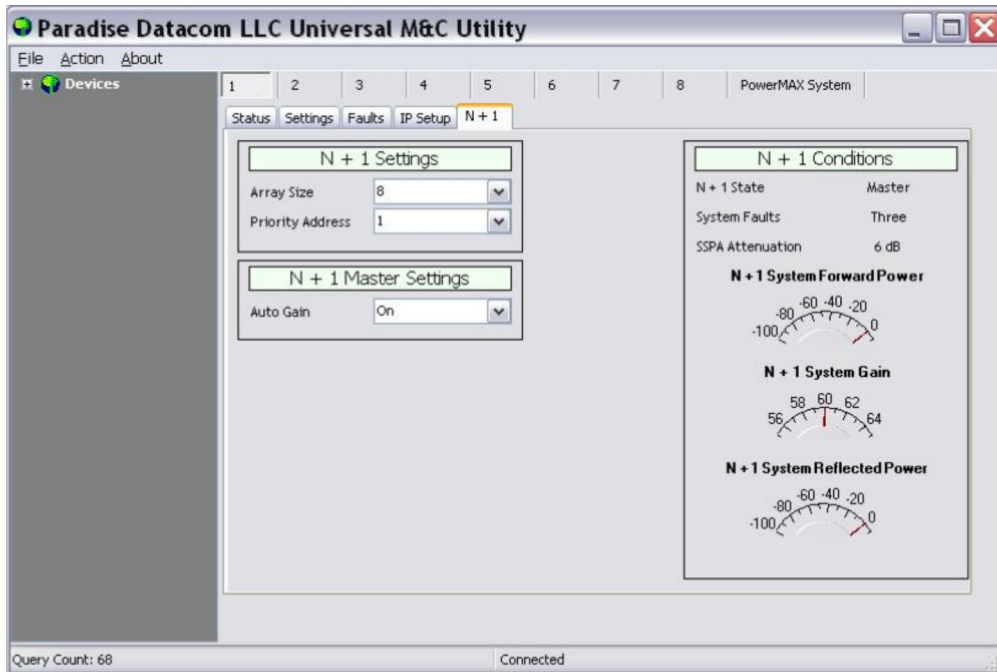 Paradise Datacom LLC Universal M&C Utility
File Action About
Devices
1 2 3 4 5 6 7 8 PowerMAX System
Status Settings Faults IP Setup N + 1
N + 1 Settings
Array Size 8
Priority Address 1
N + 1 Master Settings
Auto Gain On
N + 1 Conditions
N + 1 State Master
System Faults Three
SSPA Attenuation 6 dB
N + 1 System Forward Power
-100 -80 -60 -40 -20 0
N + 1 System Gain
56 58 60 62 64
N + 1 System Reflected Power
-100 -80 -60 -40 -20 0
Query Count: 68 Connected